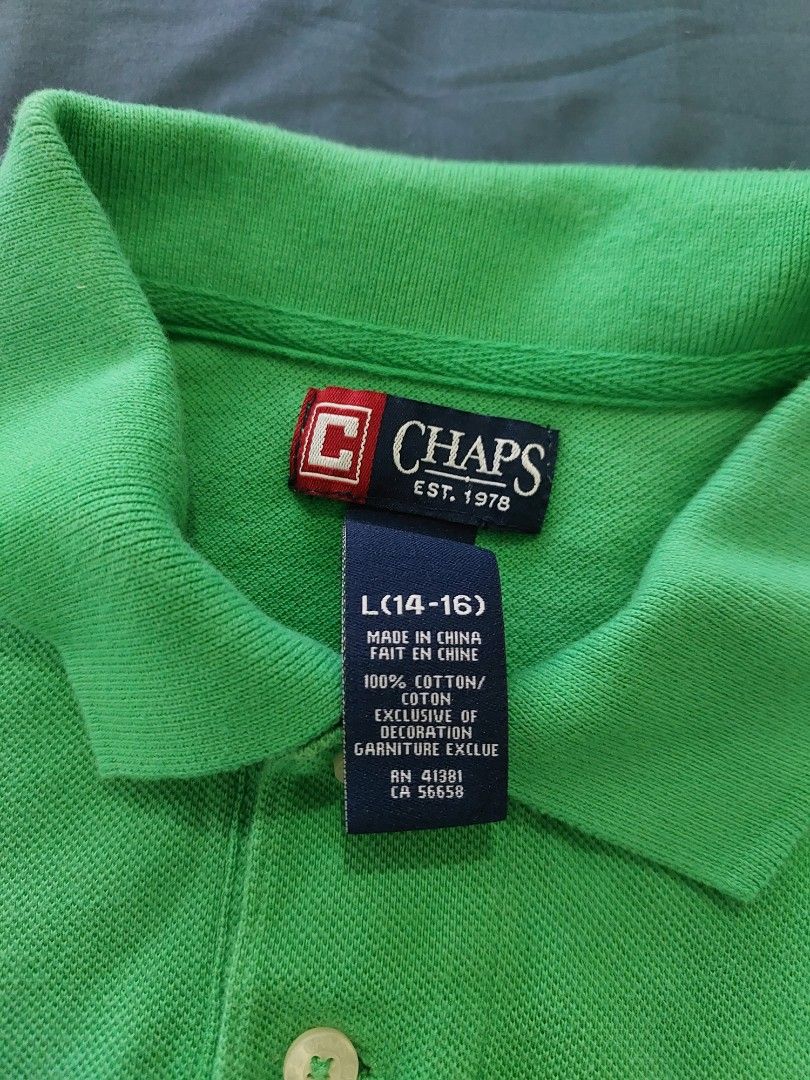 C
CHAPS
EST. 1978
L(14-16)
MADE IN CHINA
FAIT EN CHINE
100% COTTON/
COTON
EXCLUSIVE OF
DECORATION
GARNITURE EXCLUE
RN 41381
CA 56658